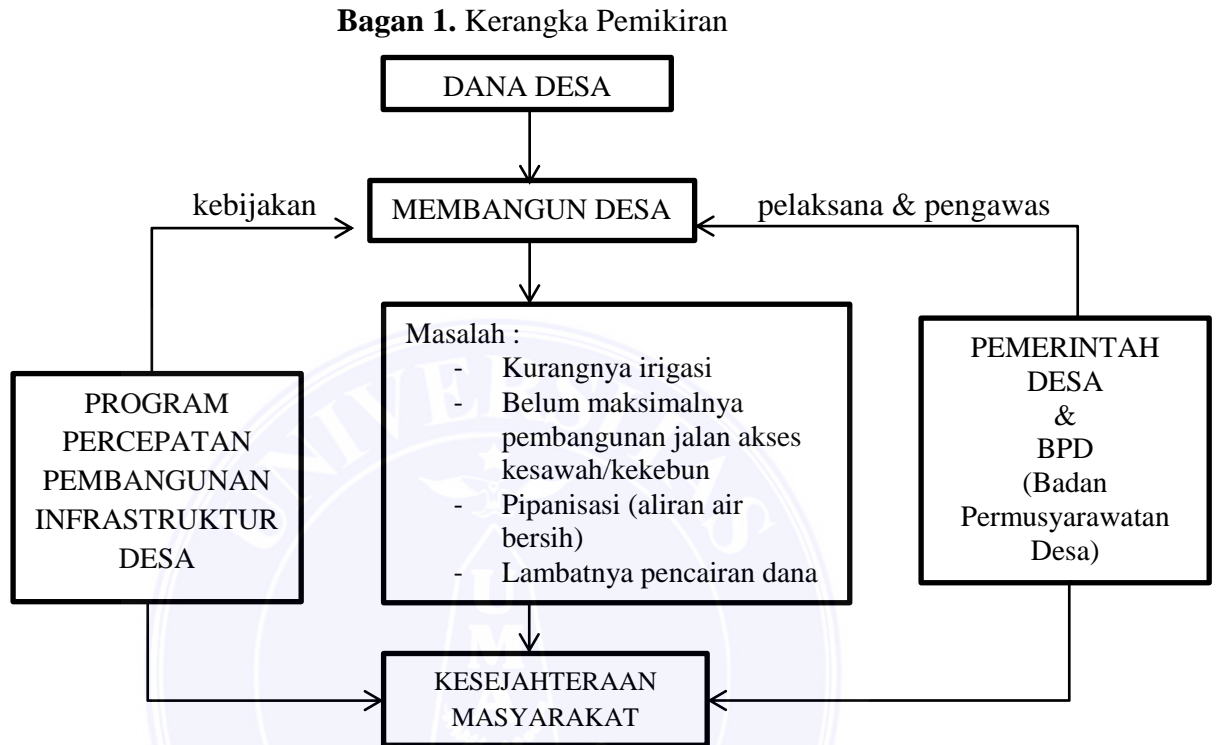 Bagan 1. Kerangka Pemikiran
DANA DESA
kebijakan
MEMBANGUN DESA
pelaksana & pengawas
PROGRAM
PERCEPATAN
PEMBANGUNAN
INFRASTRUKTUR
DESA
Masalah :
- Kurangnya irigasi
- Belum maksimalnya
pembangunan jalan akses
kesawah/kekebun
- Pipanisasi (aliran air
bersih)
- Lambatnya pencairan dana
PEMERINTAH
DESA
&
BPD
(Badan
Permusyarawatan
Desa)
KESEJAHTERAAN
MASYARAKAT
UNIVERSITAS
U
M
A